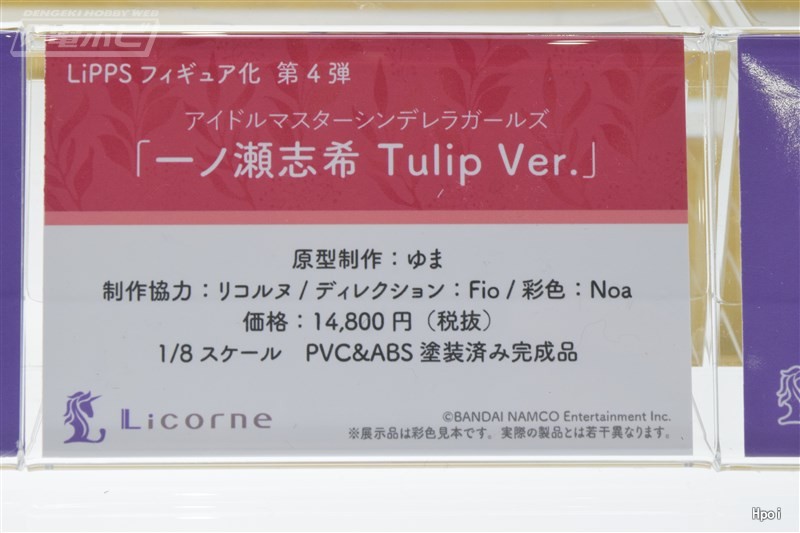 DENGEKI HOBBY WEB
電ホビ
LiPPS フィギュア化 第4弾
アイドルマスターシンデレラガールズ
「一ノ瀬志希 Tulip Ver.」
原型制作：ゆま
制作協力：リコルヌ / ディレクション：Fio / 彩色：Noa
価格：14,800円（税抜）
1/8 スケール PVC&ABS 塗装済み完成品
Licorne
©BANDAI NAMCO Entertainment Inc.
※展示品は彩色見本です。実際の製品とは若干異なります。
Hpoi